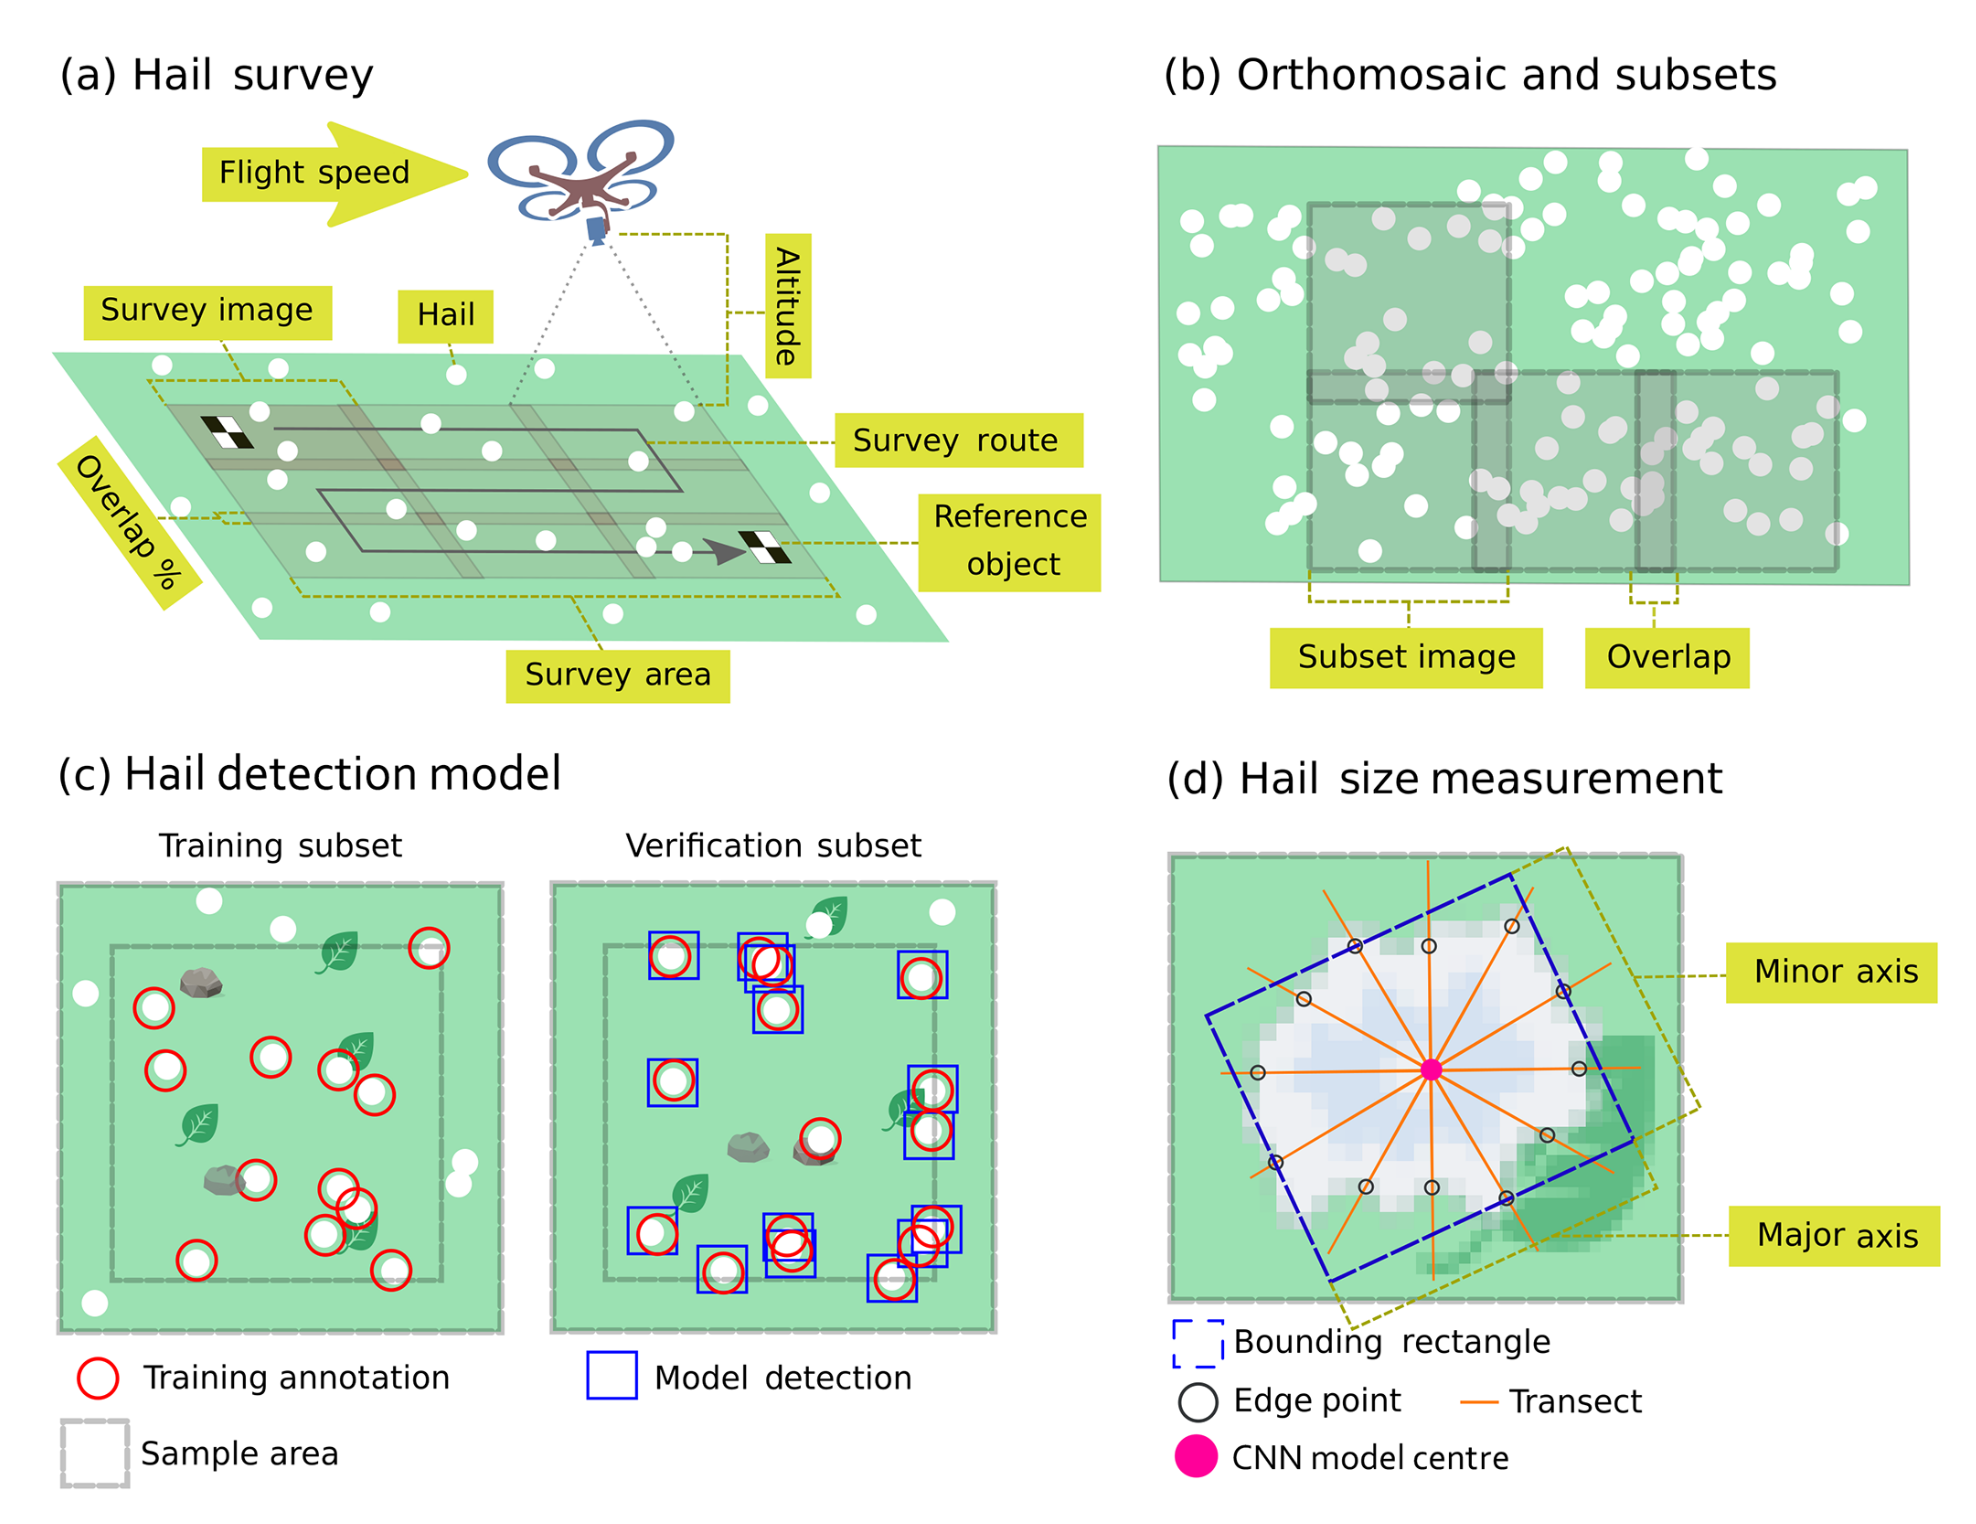 (a) Hail survey
Flight speed
Altitude
Survey image
Hail
Survey route
Overlap %
Reference
object
Survey area
(b) Orthomosaic and subsets
Subset image
Overlap
(c) Hail detection model
Training subset
Verification subset
Training annotation
Model detection
Sample area
(d) Hail size measurement
Minor axis
Major axis
Bounding rectangle
Edge point
Transect
CNN model centre